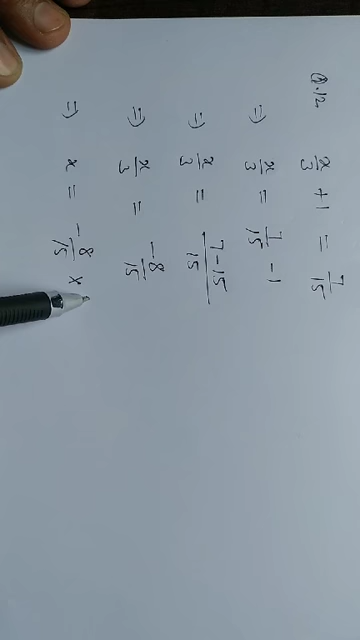 Q.12
x/3 + 1 = 7/15
⇒ x/3 = 7/15 - 1
⇒ x/3 = 7-15/15
⇒ x/3 = -8/15
⇒ x = -8/15 ×